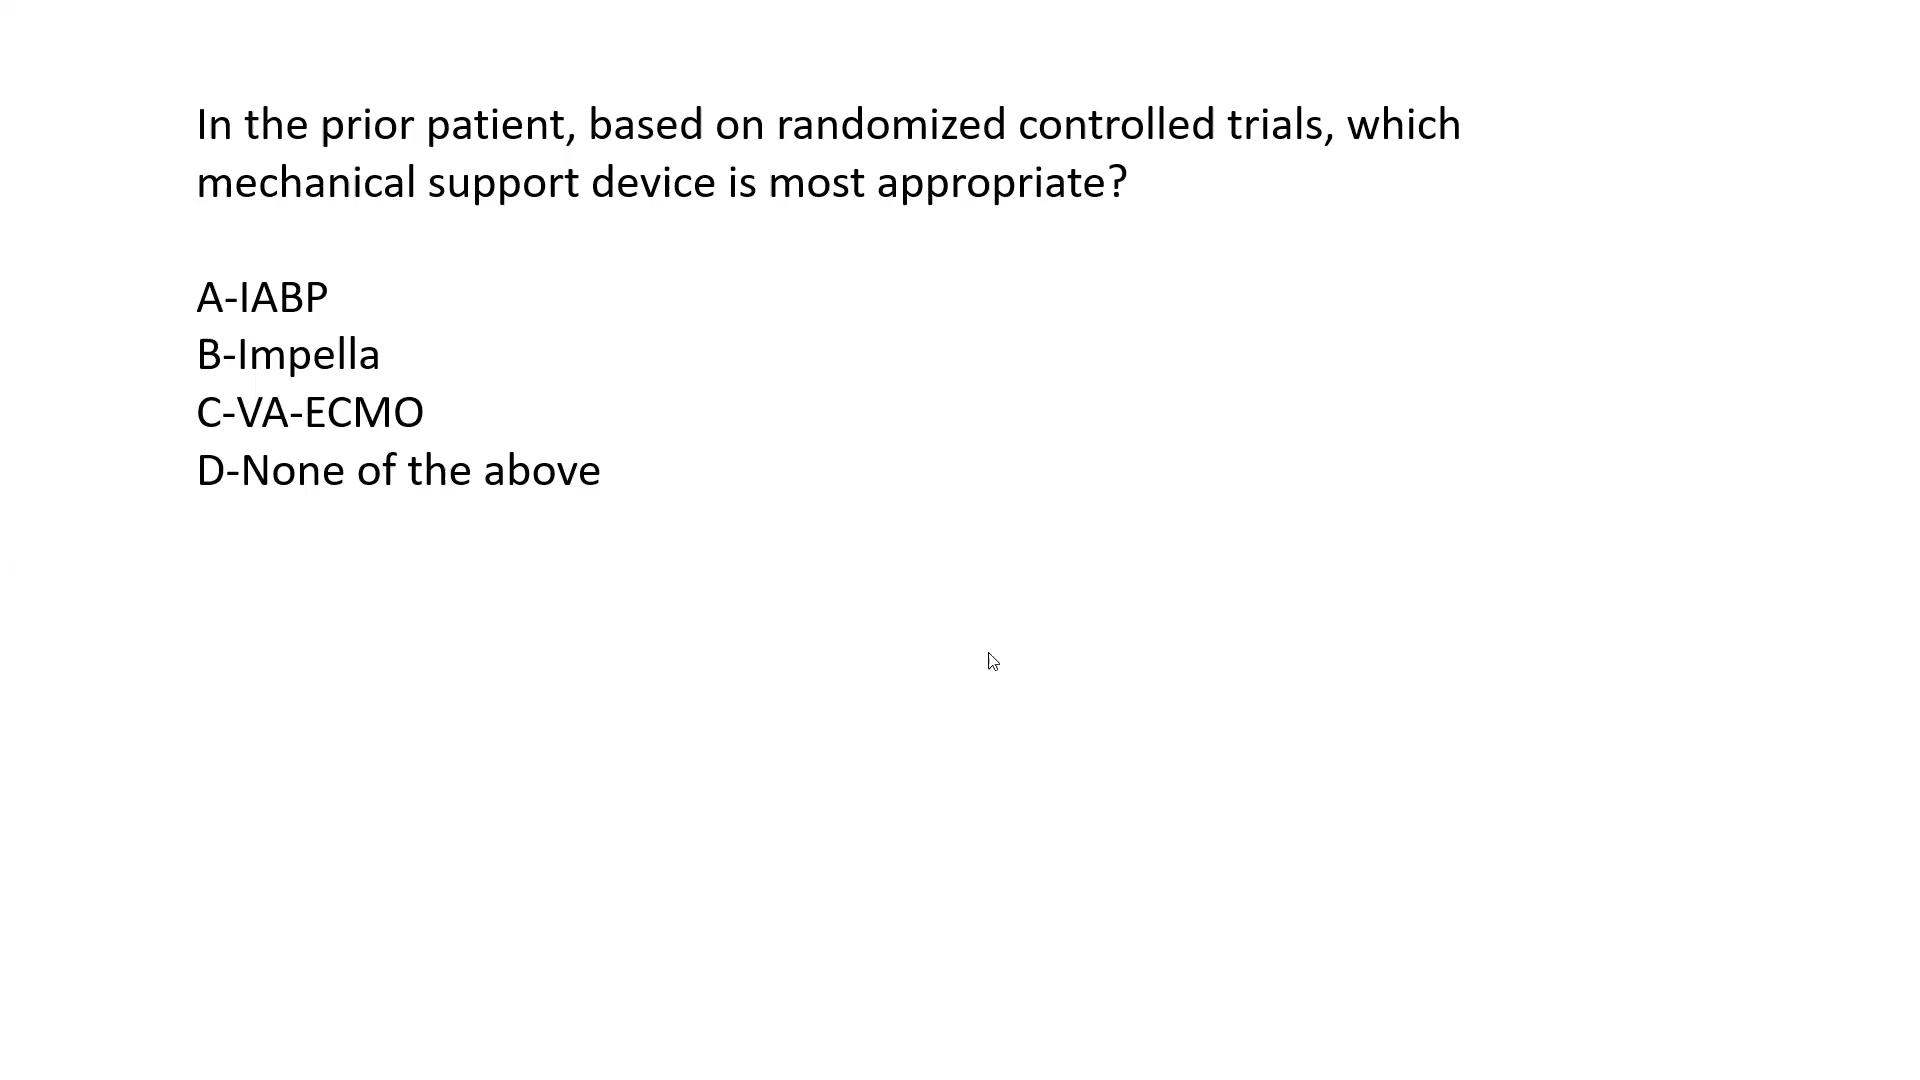 In the prior patient, based on randomized controlled trials, which
mechanical support device is most appropriate?
A-IABP
B-Impella
C-VA-ECMO
D-None of the above